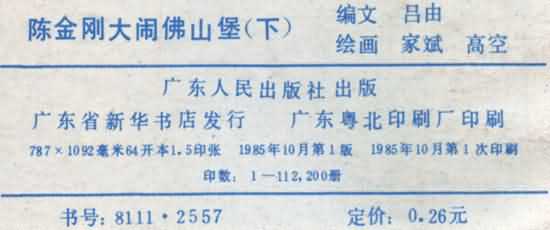 陈金刚大闹佛山堡(下)
编文 吕由
绘画 家斌 高空
广东人民出版社出版
广东省新华书店发行 广东粤北印刷厂印刷
787×1092毫米64开本1.5印张 1985年10月第1版 1985年10月第1次印刷
印数: 1—112,200册
书号: 8111·2557 定价: 0.26元